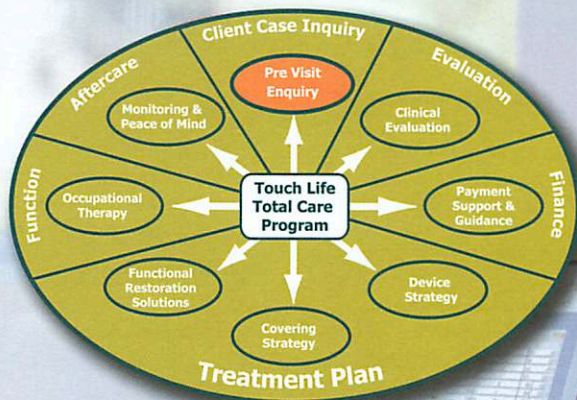 Client Case Inquiry
Pre Visit
Enquiry
Evaluation
Clinical
Evaluation
Finance
Payment
Support &
Guidance
Device
Strategy
Treatment Plan
Covering
Strategy
Functional
Restoration
Solutions
Function
Occupational
Therapy
Aftercare
Monitoring &
Peace of Mind
Touch Life
Total Care
Program